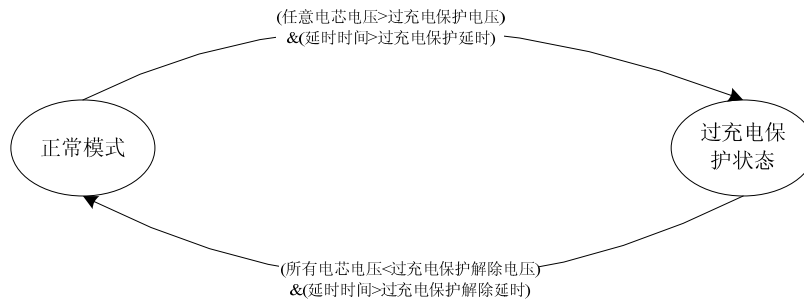 (任意电芯电压>过充电保护电压)
&(延时时间>过充电保护延时)
正常模式
过充电保
护状态
(所有电芯电压<过充电保护解除电压)
&(延时时间>过充电保护解除延时)